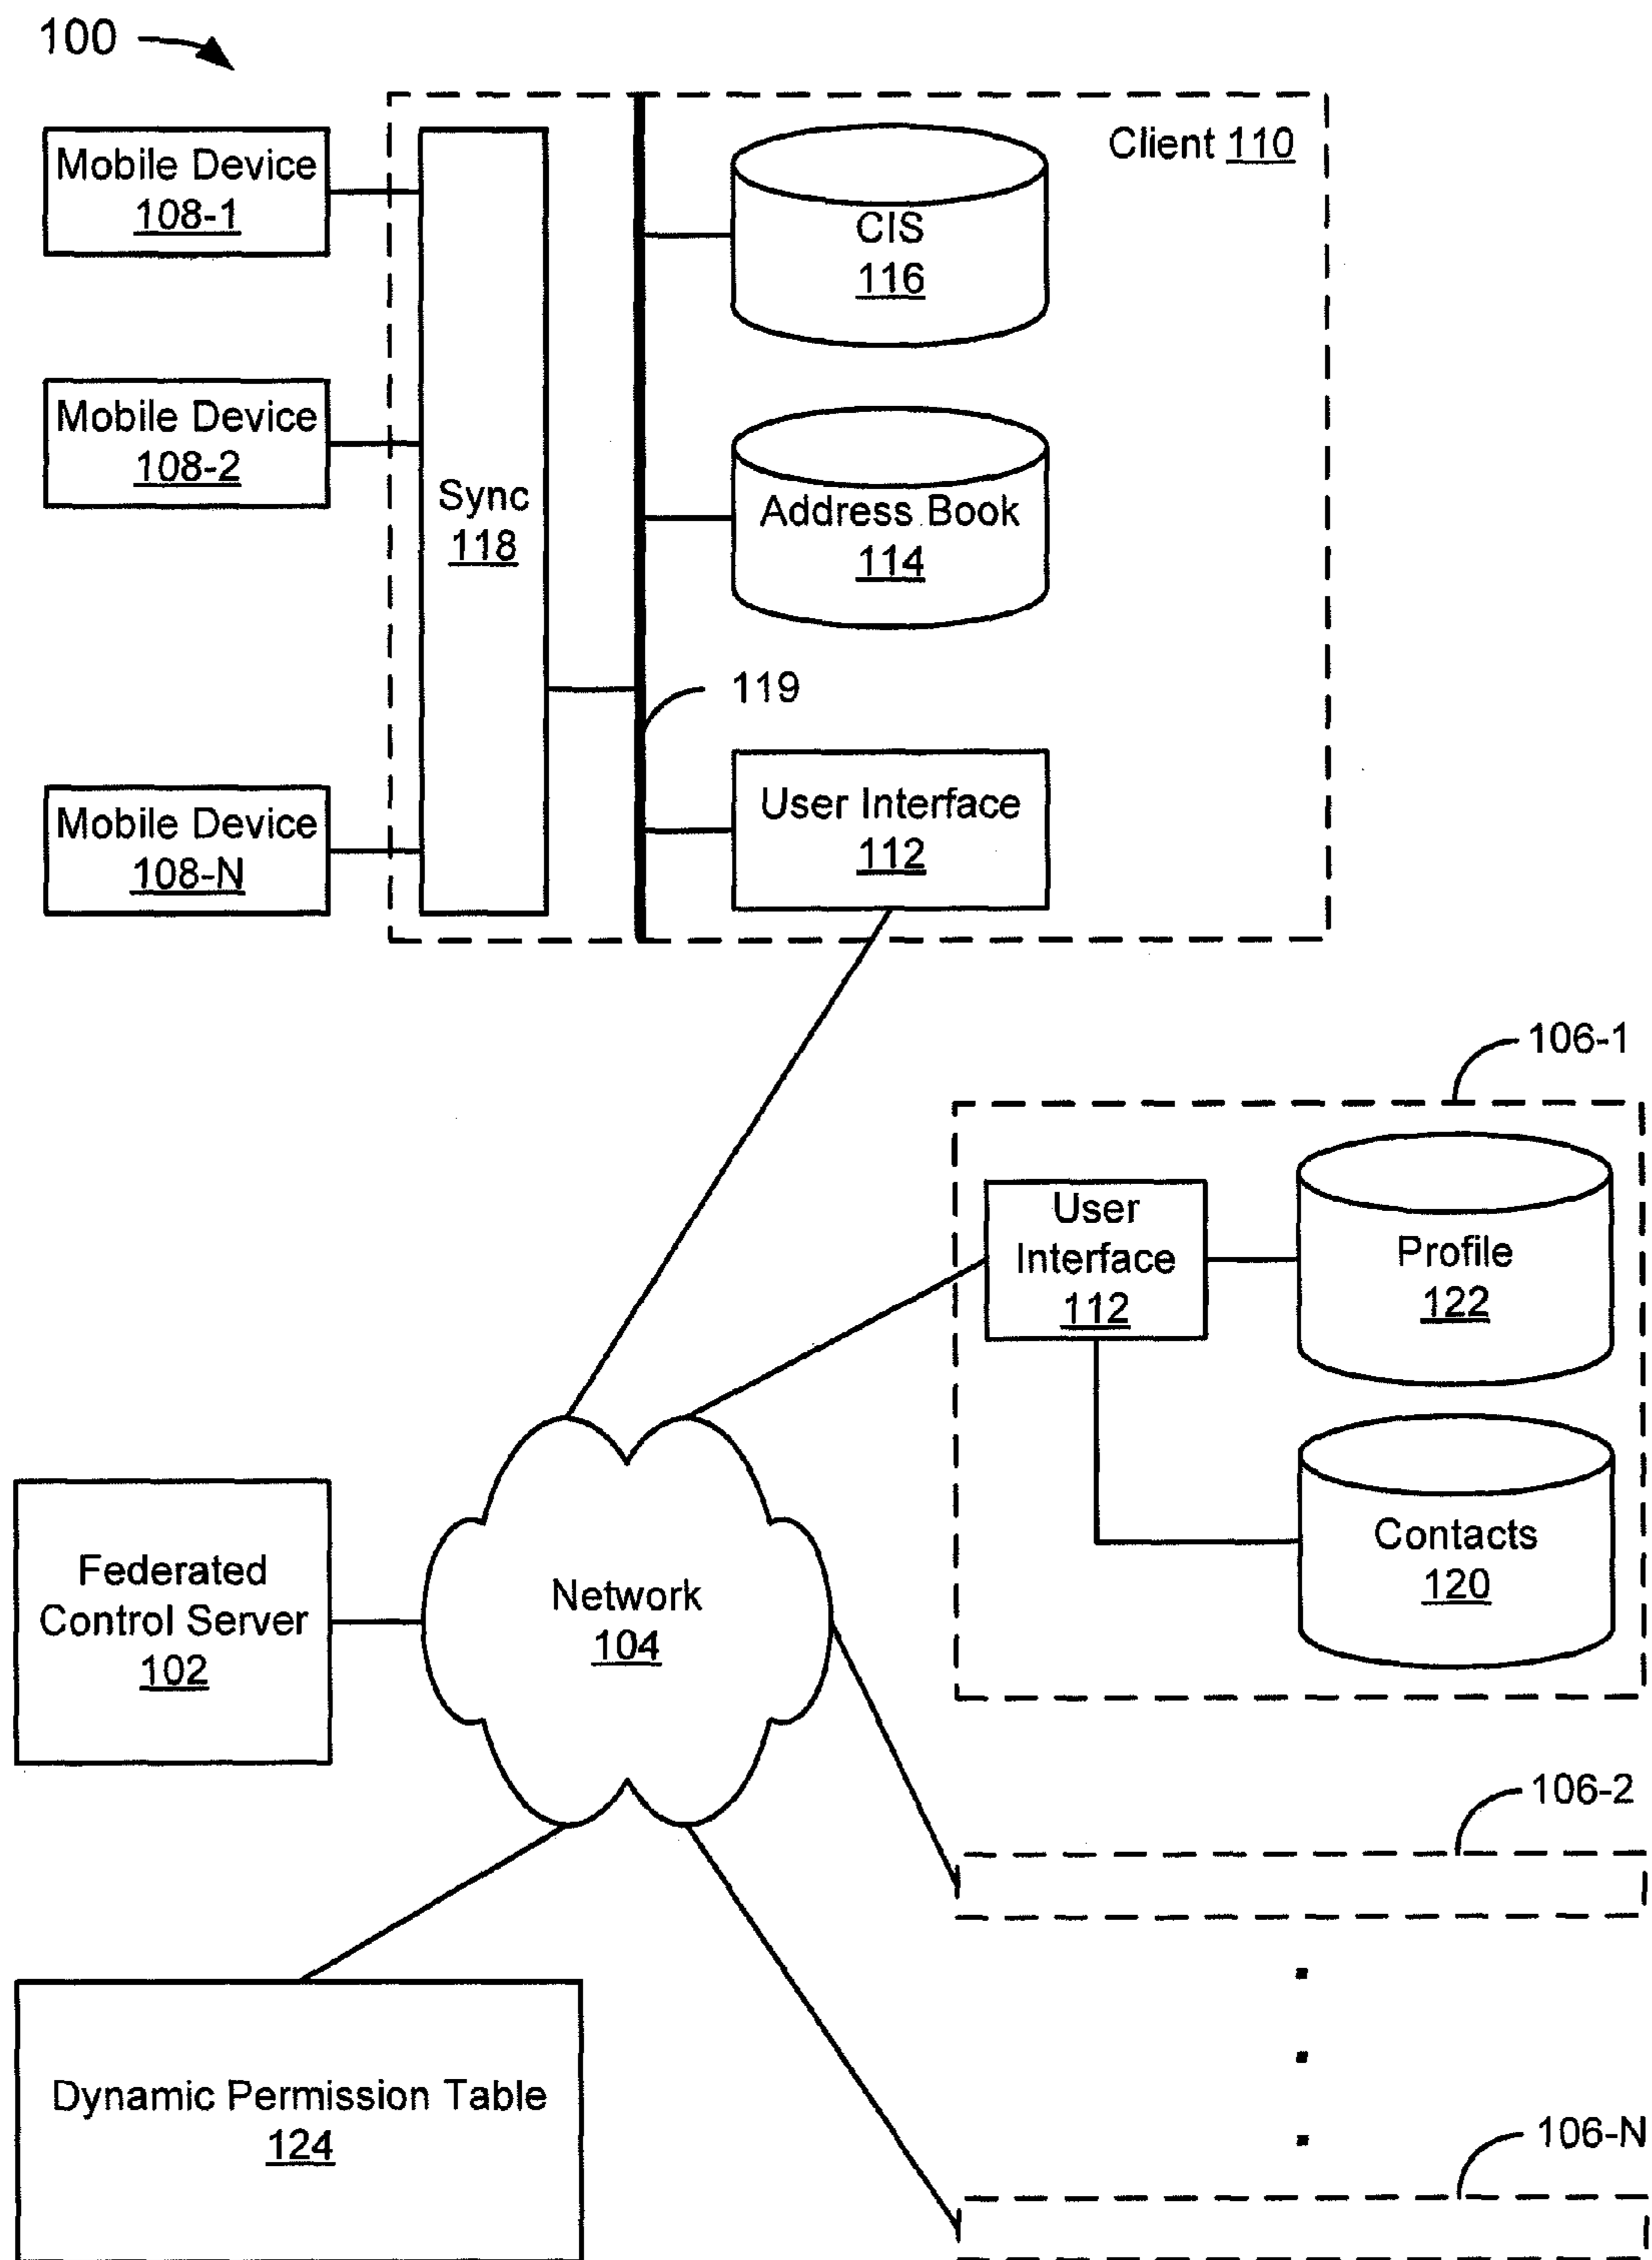 100
Mobile Device
108-1
Client 110
CIS
116
Mobile Device
108-2
Sync
118
Address Book
114
119
Mobile Device
108-N
User Interface
112
106-1
User
Interface
112
Profile
122
Contacts
120
Federated
Control Server
102
Network
104
106-2
Dynamic Permission Table
124
106-N